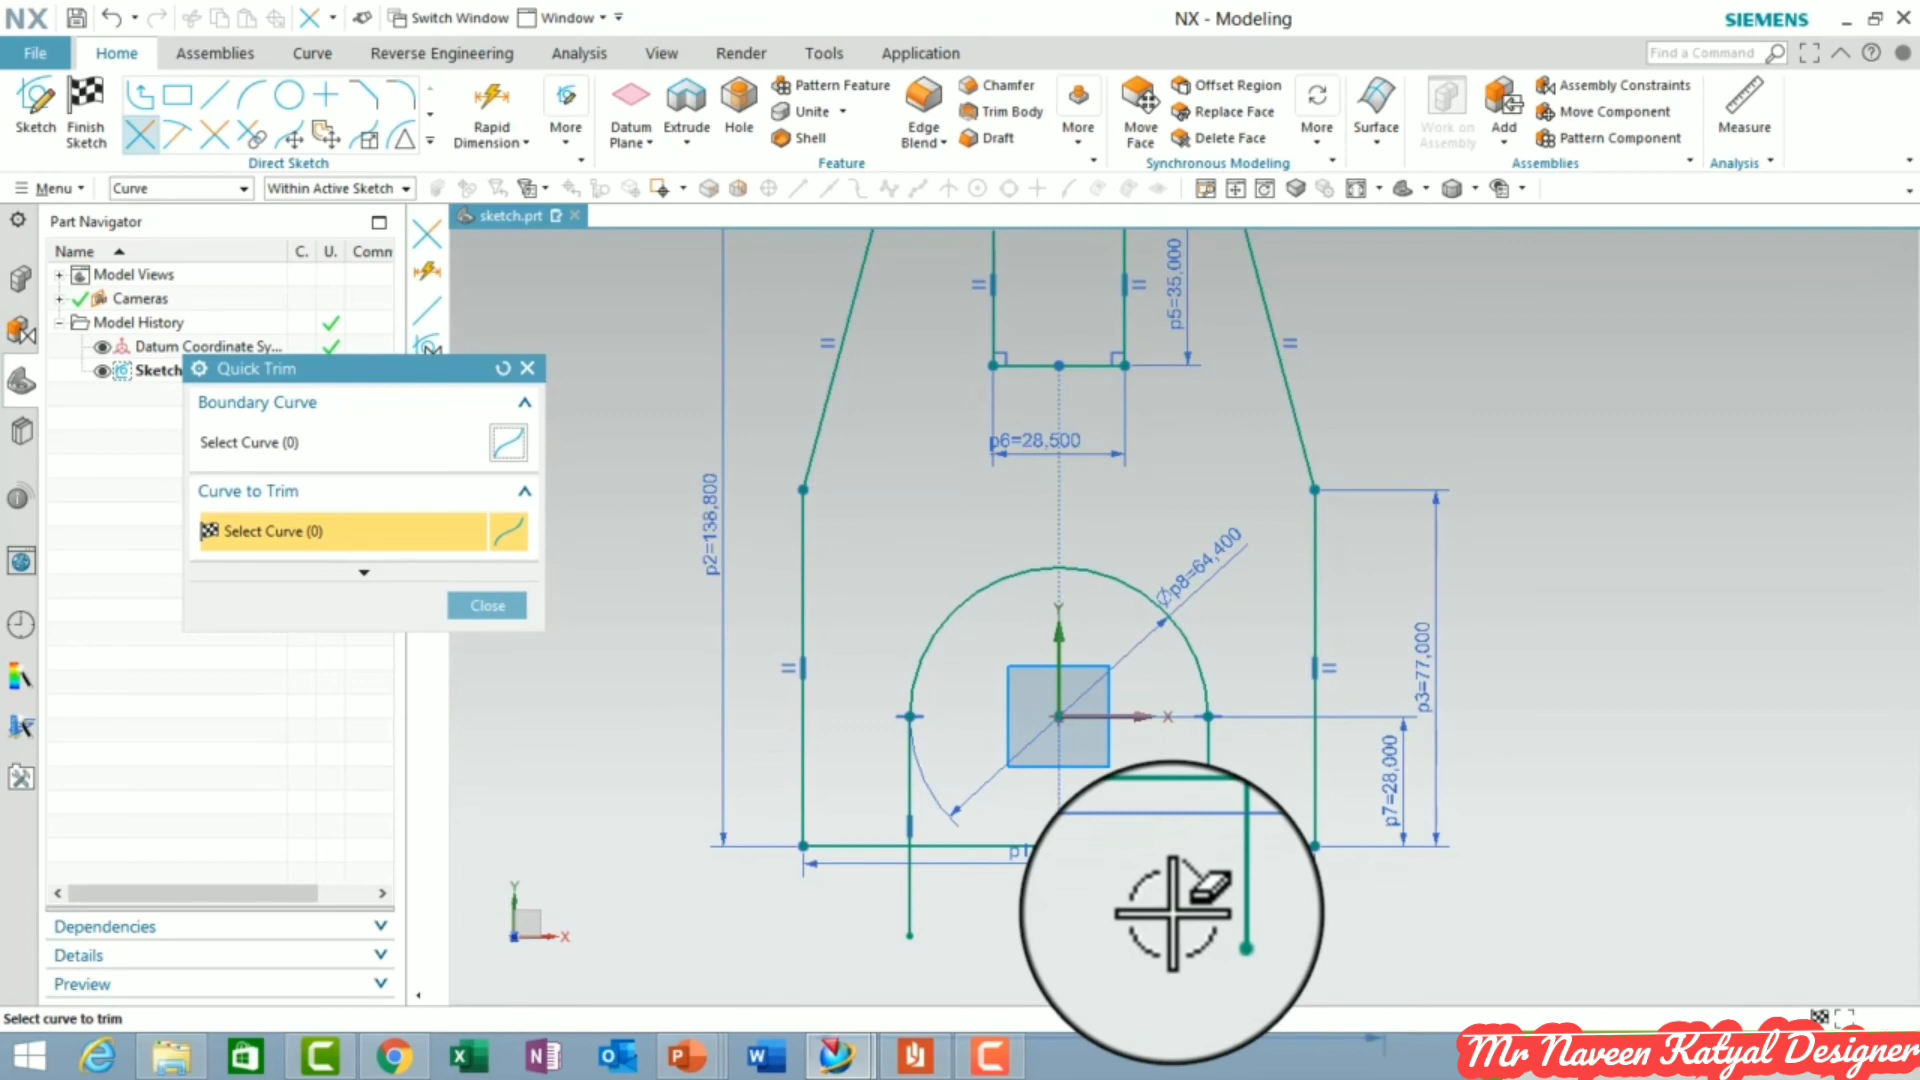 NX
Switch Window
Window
NX - Modeling
SIEMENS
File
Home
Assemblies
Curve
Reverse Engineering
Analysis
View
Render
Tools
Application
Find a Command
Sketch
Finish Sketch
Direct Sketch
Rapid Dimension
More
Datum Plane
Extrude
Hole
Pattern Feature
Unite
Shell
Edge Blend
Chamfer
Trim Body
Draft
More
Feature
Move Face
Offset Region
Replace Face
Delete Face
More
Synchronous Modeling
Surface
Work on Assembly
Add
Assembly Constraints
Move Component
Pattern Component
Assemblies
Measure
Analysis
Menu
Curve
Within Active Sketch
Part Navigator
sketch.prt
Name
C.
U.
Comm
Model Views
Cameras
Model History
Datum Coordinate Sy...
Sketch
Quick Trim
Boundary Curve
Select Curve (0)
Curve to Trim
Select Curve (0)
Close
p5=35,000
p6=28,500
p2=138,800
Øp8=64,400
p3=77,000
p7=28,000
Y
X
p1
Y
X
Dependencies
Details
Preview
Select curve to trim
Mr Naveen Katyal Designer